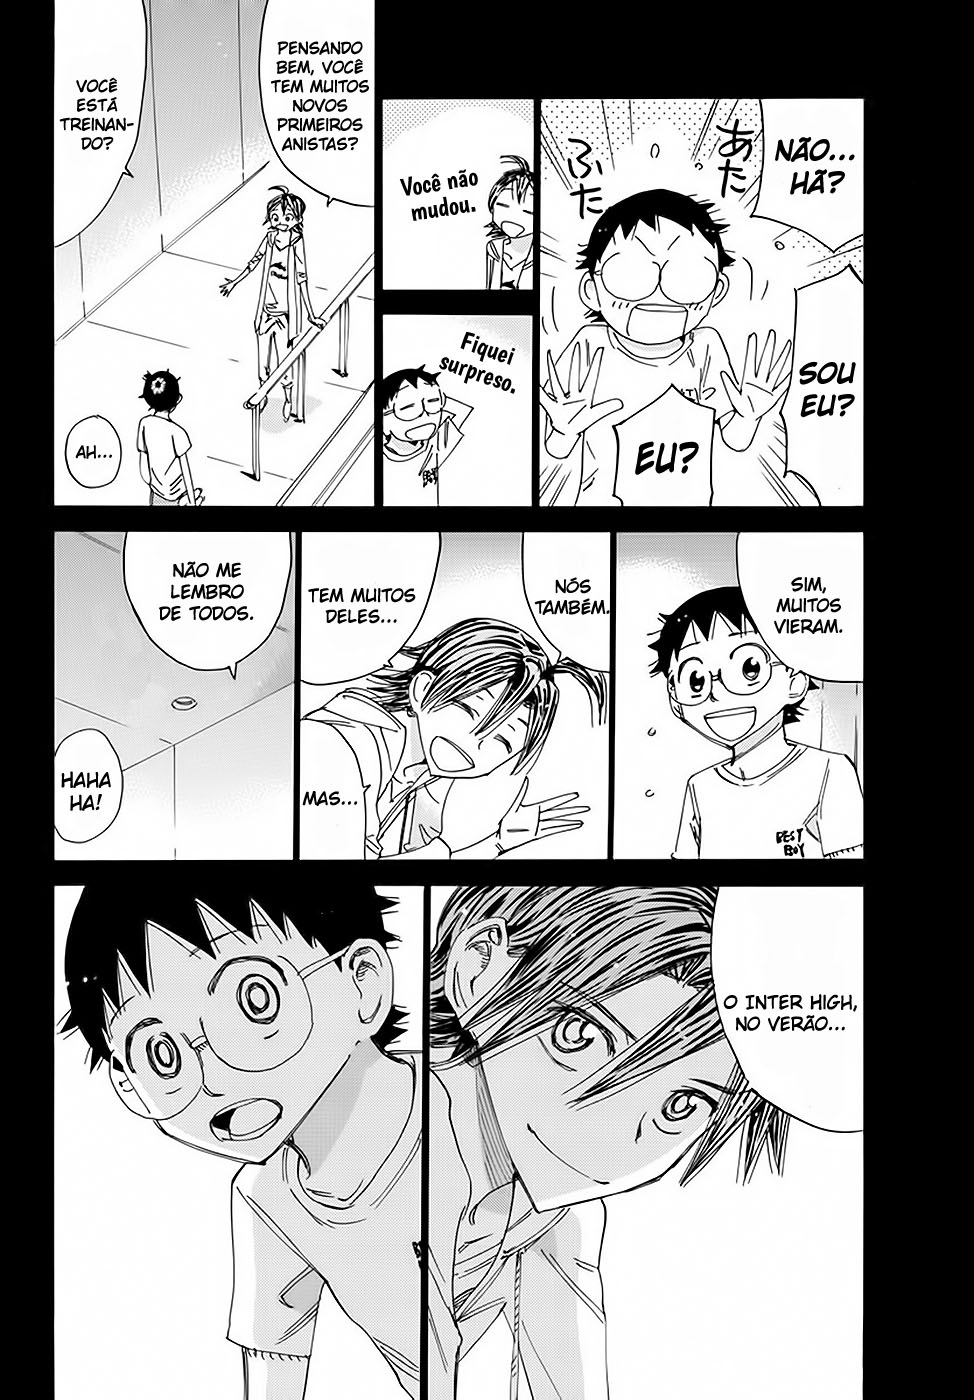 NÃO...
HÃ?
SOU
EU?
EU?
あた
ふた
Você não
mudou.
Fiquei
surpreso.
PENSANDO
BEM, VOCÊ
TEM MUITOS
NOVOS
PRIMEIROS
ANISTAS?
VOCÊ
ESTÁ
TREINAN-
DO?
AH...
SIM,
MUITOS
VIERAM.
BEST
BOY
NÓS
TAMBÉM.
TEM MUITOS
DELES...
MAS...
NÃO ME
LEMBRO
DE TODOS.
HAHA
HA!
O INTER HIGH,
NO VERÃO...